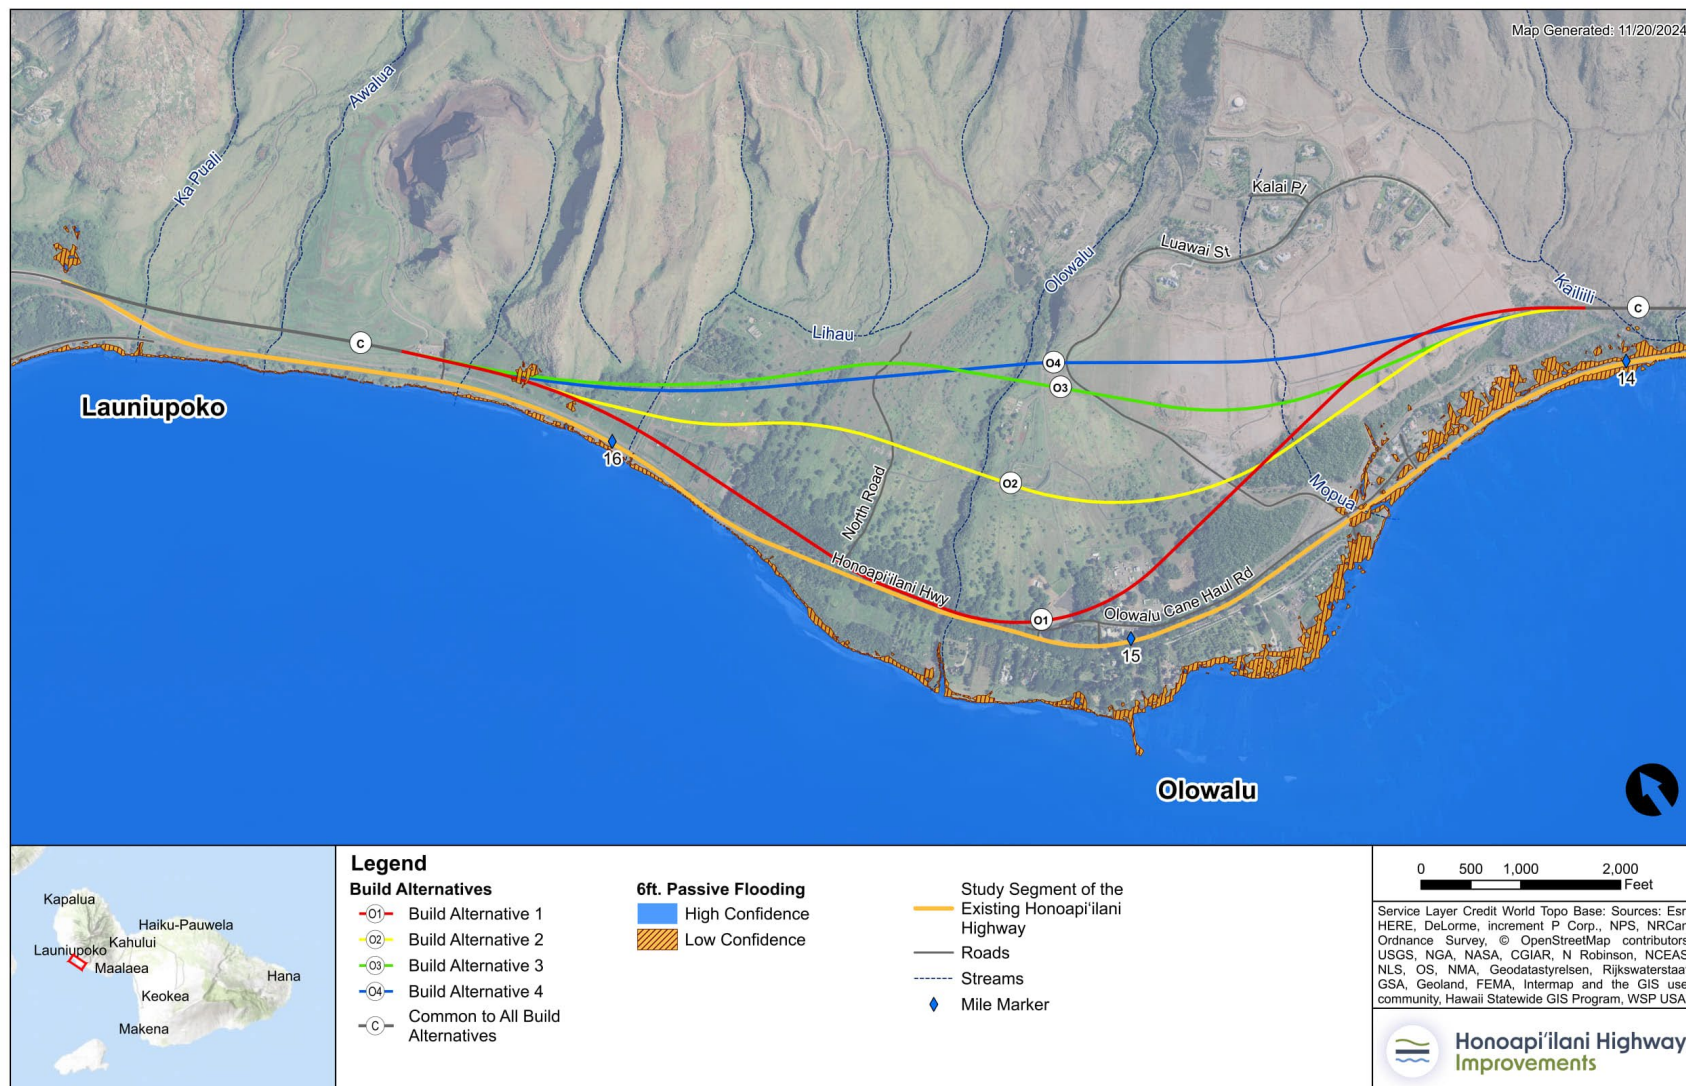 Map Generated: 11/20/2024
Ka Puali
Awalua
Kalai Pl
Luawai St
Olowalu
Kailili
Lihau
C
C
O4
O3
O2
O1
Launiupoko
16
North Road
Honoapi'ilani Hwy
Mopua
Olowalu Cane Haul Rd
14
15
Olowalu
Kapalua
Haiku-Pauwela
Launiupoko
Kahului
Maalaea
Hana
Keokea
Makena
Legend
Build Alternatives
O1 Build Alternative 1
O2 Build Alternative 2
O3 Build Alternative 3
O4 Build Alternative 4
C Common to All Build
Alternatives
6ft. Passive Flooding
High Confidence
Low Confidence
Study Segment of the
Existing Honoapi'ilani
Highway
Roads
Streams
Mile Marker
0 500 1,000 2,000
Feet
Service Layer Credit World Topo Base: Sources: Esri
HERE, DeLorme, increment P Corp., NPS, NRCan
Ordnance Survey, © OpenStreetMap contributors
USGS, NGA, NASA, CGIAR, N Robinson, NCEAS
NLS, OS, NMA, Geodatastyrelsen, Rijkswaterstaat
GSA, Geoland, FEMA, Intermap and the GIS use
community, Hawaii Statewide GIS Program, WSP USA
Honoapi'ilani Highway
Improvements